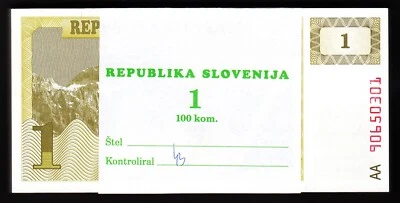 REP
1
REPUBLIKA SLOVENIJA
1
100 kom.
Štel
Kontroliral
1
AA 90650301